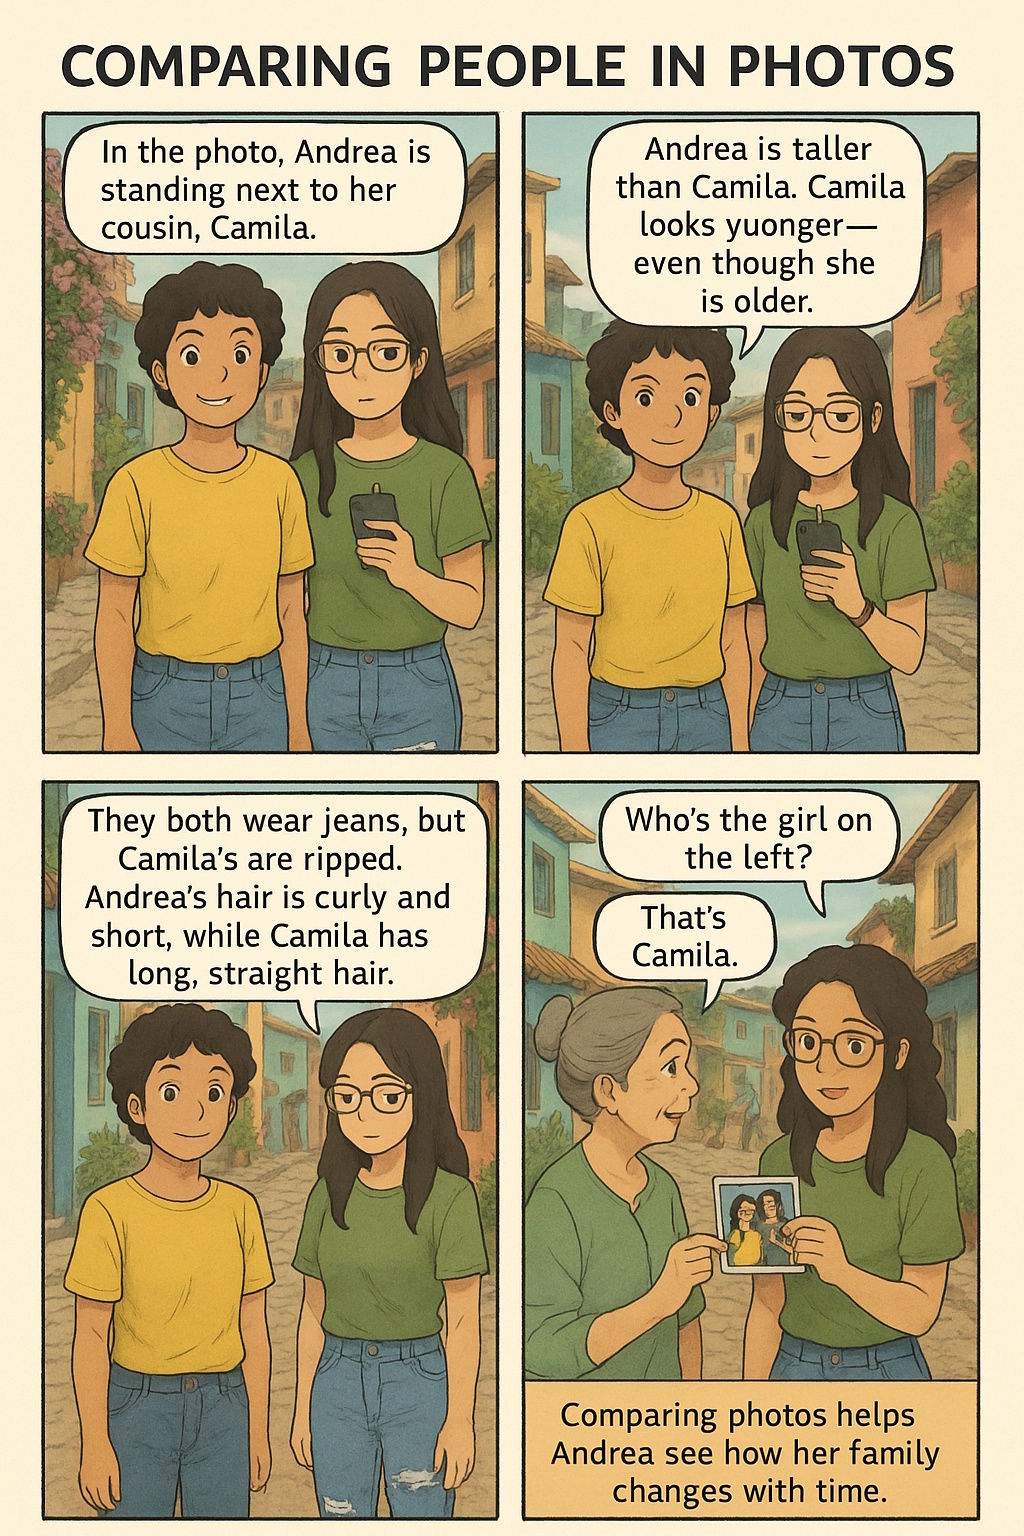 COMPARING PEOPLE IN PHOTOS
In the photo, Andrea is
standing next to her
cousin, Camila.
Andrea is taller
than Camila. Camila
looks yuonger—
even though she
is older.
They both wear jeans, but
Camila's are ripped.
Andrea's hair is curly and
short, while Camila has
long, straight hair.
Who's the girl on
the left?
That's
Camila.
Comparing photos helps
Andrea see how her family
changes with time.